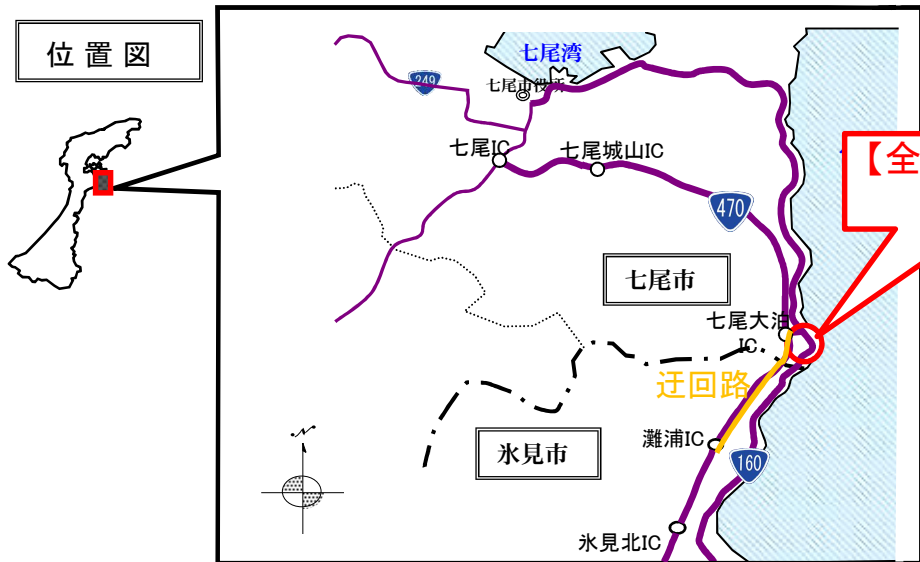 位置図
七尾湾
249
七尾市役所
七尾IC
七尾城山IC
【全
470
七尾市
七尾大泊
IC
迂回路
灘浦IC
氷見市
160
氷見北IC